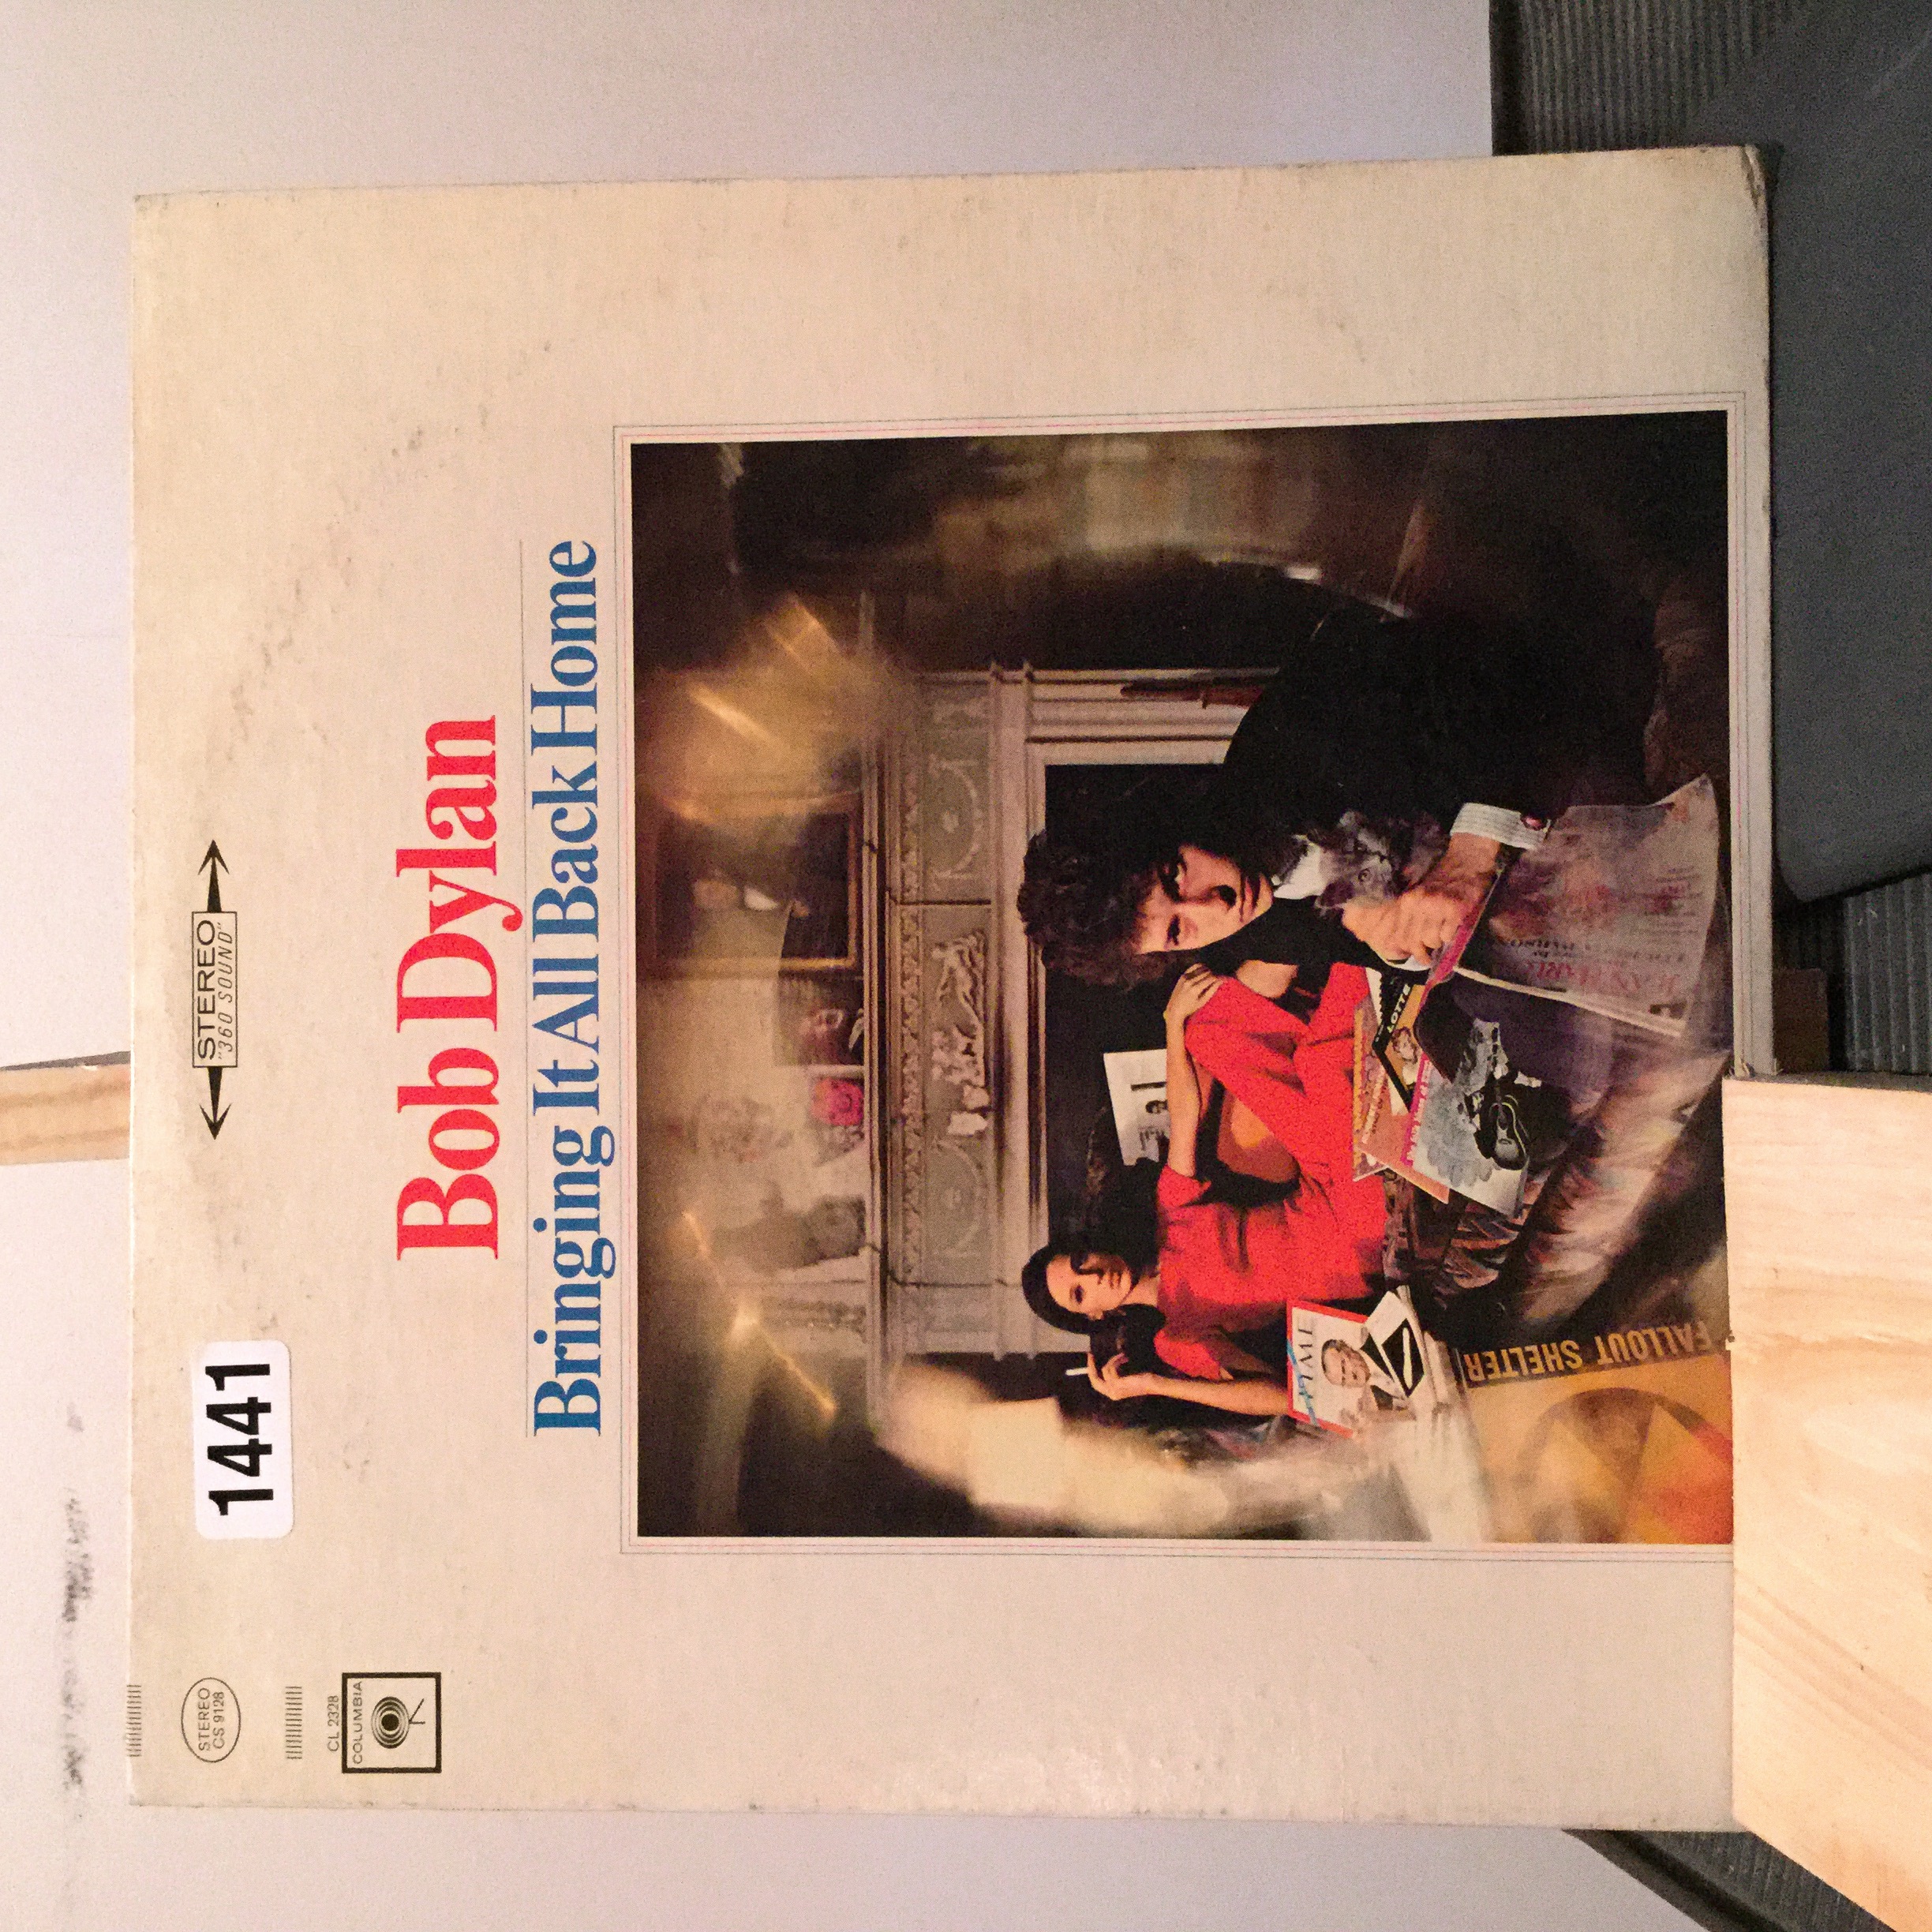 STEREO
CS 9128
CL 2328
COLUMBIA
1441
STEREO
"360 SOUND"
Bob Dylan
Bringing It All Back Home
TIME
LOTTE
FALLOUT SHELTER